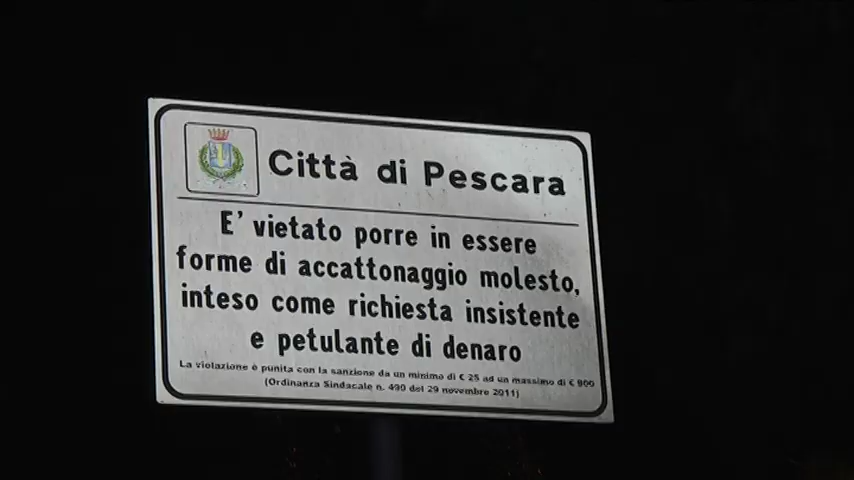 Città di Pescara
E' vietato porre in essere
forme di accattonaggio molesto,
inteso come richiesta insistente
e petulante di denaro
La violazione è punita con la sanzione da un minimo di € 25 ad un massimo di € 500
(Ordinanza Sindacale n. 490 del 29 novembre 2011)